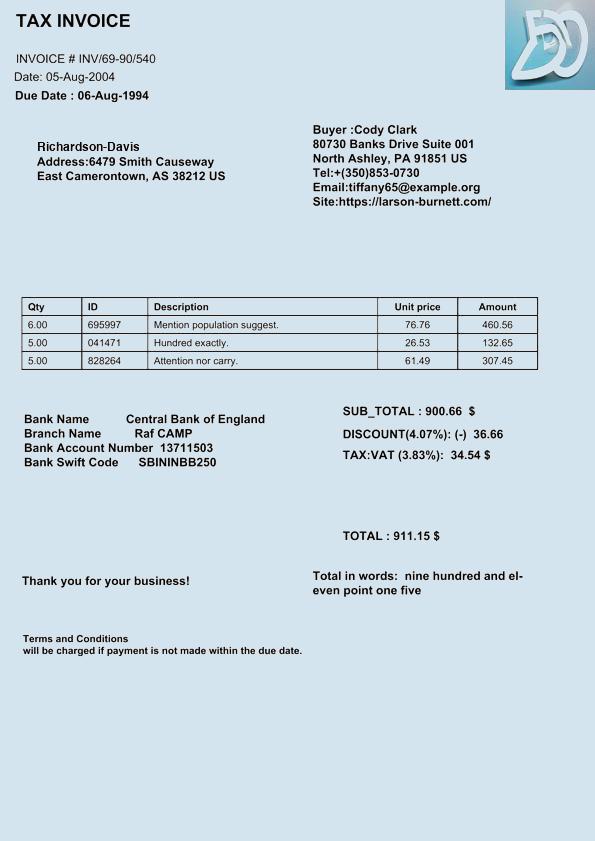 TAX INVOICE
INVOICE # INV/69-90/540
Date: 05-Aug-2004
Due Date : 06-Aug-1994
Richardson-Davis
Address:6479 Smith Causeway
East Camerontown, AS 38212 US
Buyer :Cody Clark
80730 Banks Drive Suite 001
North Ashley, PA 91851 US
Tel:+(350)853-0730
Email:tiffany65@example.org
Site:https://larson-burnett.com/
Qty ID Description Unit price Amount
6.00 695997 Mention population suggest. 76.76 460.56
5.00 041471 Hundred exactly. 26.53 132.65
5.00 828264 Attention nor carry. 61.49 307.45
Bank Name Central Bank of England
Branch Name Raf CAMP
Bank Account Number 13711503
Bank Swift Code SBININBB250
SUB_TOTAL : 900.66 $
DISCOUNT(4.07%): (-) 36.66
TAX:VAT (3.83%): 34.54 $
TOTAL : 911.15 $
Thank you for your business!
Total in words: nine hundred and el-
even point one five
Terms and Conditions
will be charged if payment is not made within the due date.